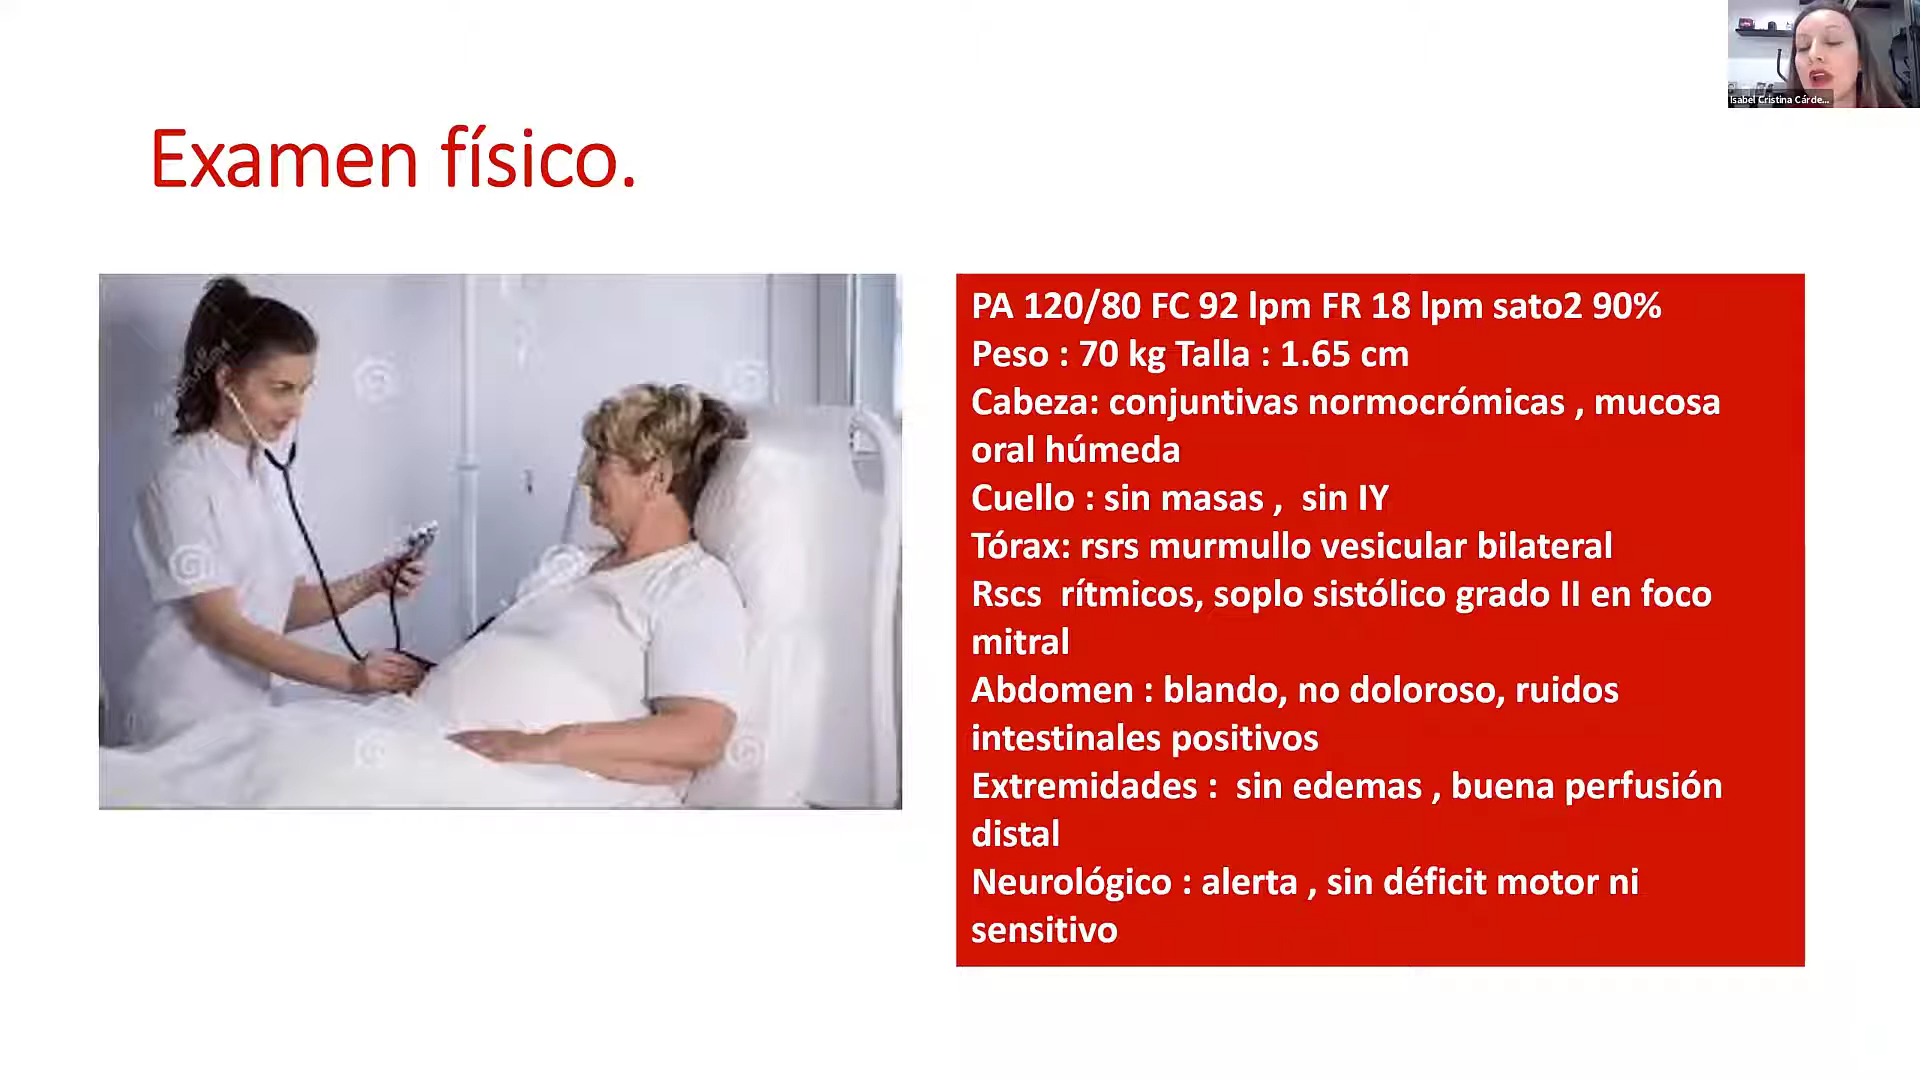 Isabel Cristina Cárde...
Examen físico.
PA 120/80 FC 92 lpm FR 18 lpm sato2 90%
Peso : 70 kg Talla : 1.65 cm
Cabeza: conjuntivas normocrómicas , mucosa
oral húmeda
Cuello : sin masas ,  sin IY
Tórax: rsrs murmullo vesicular bilateral
Rscs  rítmicos, soplo sistólico grado II en foco
mitral
Abdomen : blando, no doloroso, ruidos
intestinales positivos
Extremidades :  sin edemas , buena perfusión
distal
Neurológico : alerta , sin déficit motor ni
sensitivo